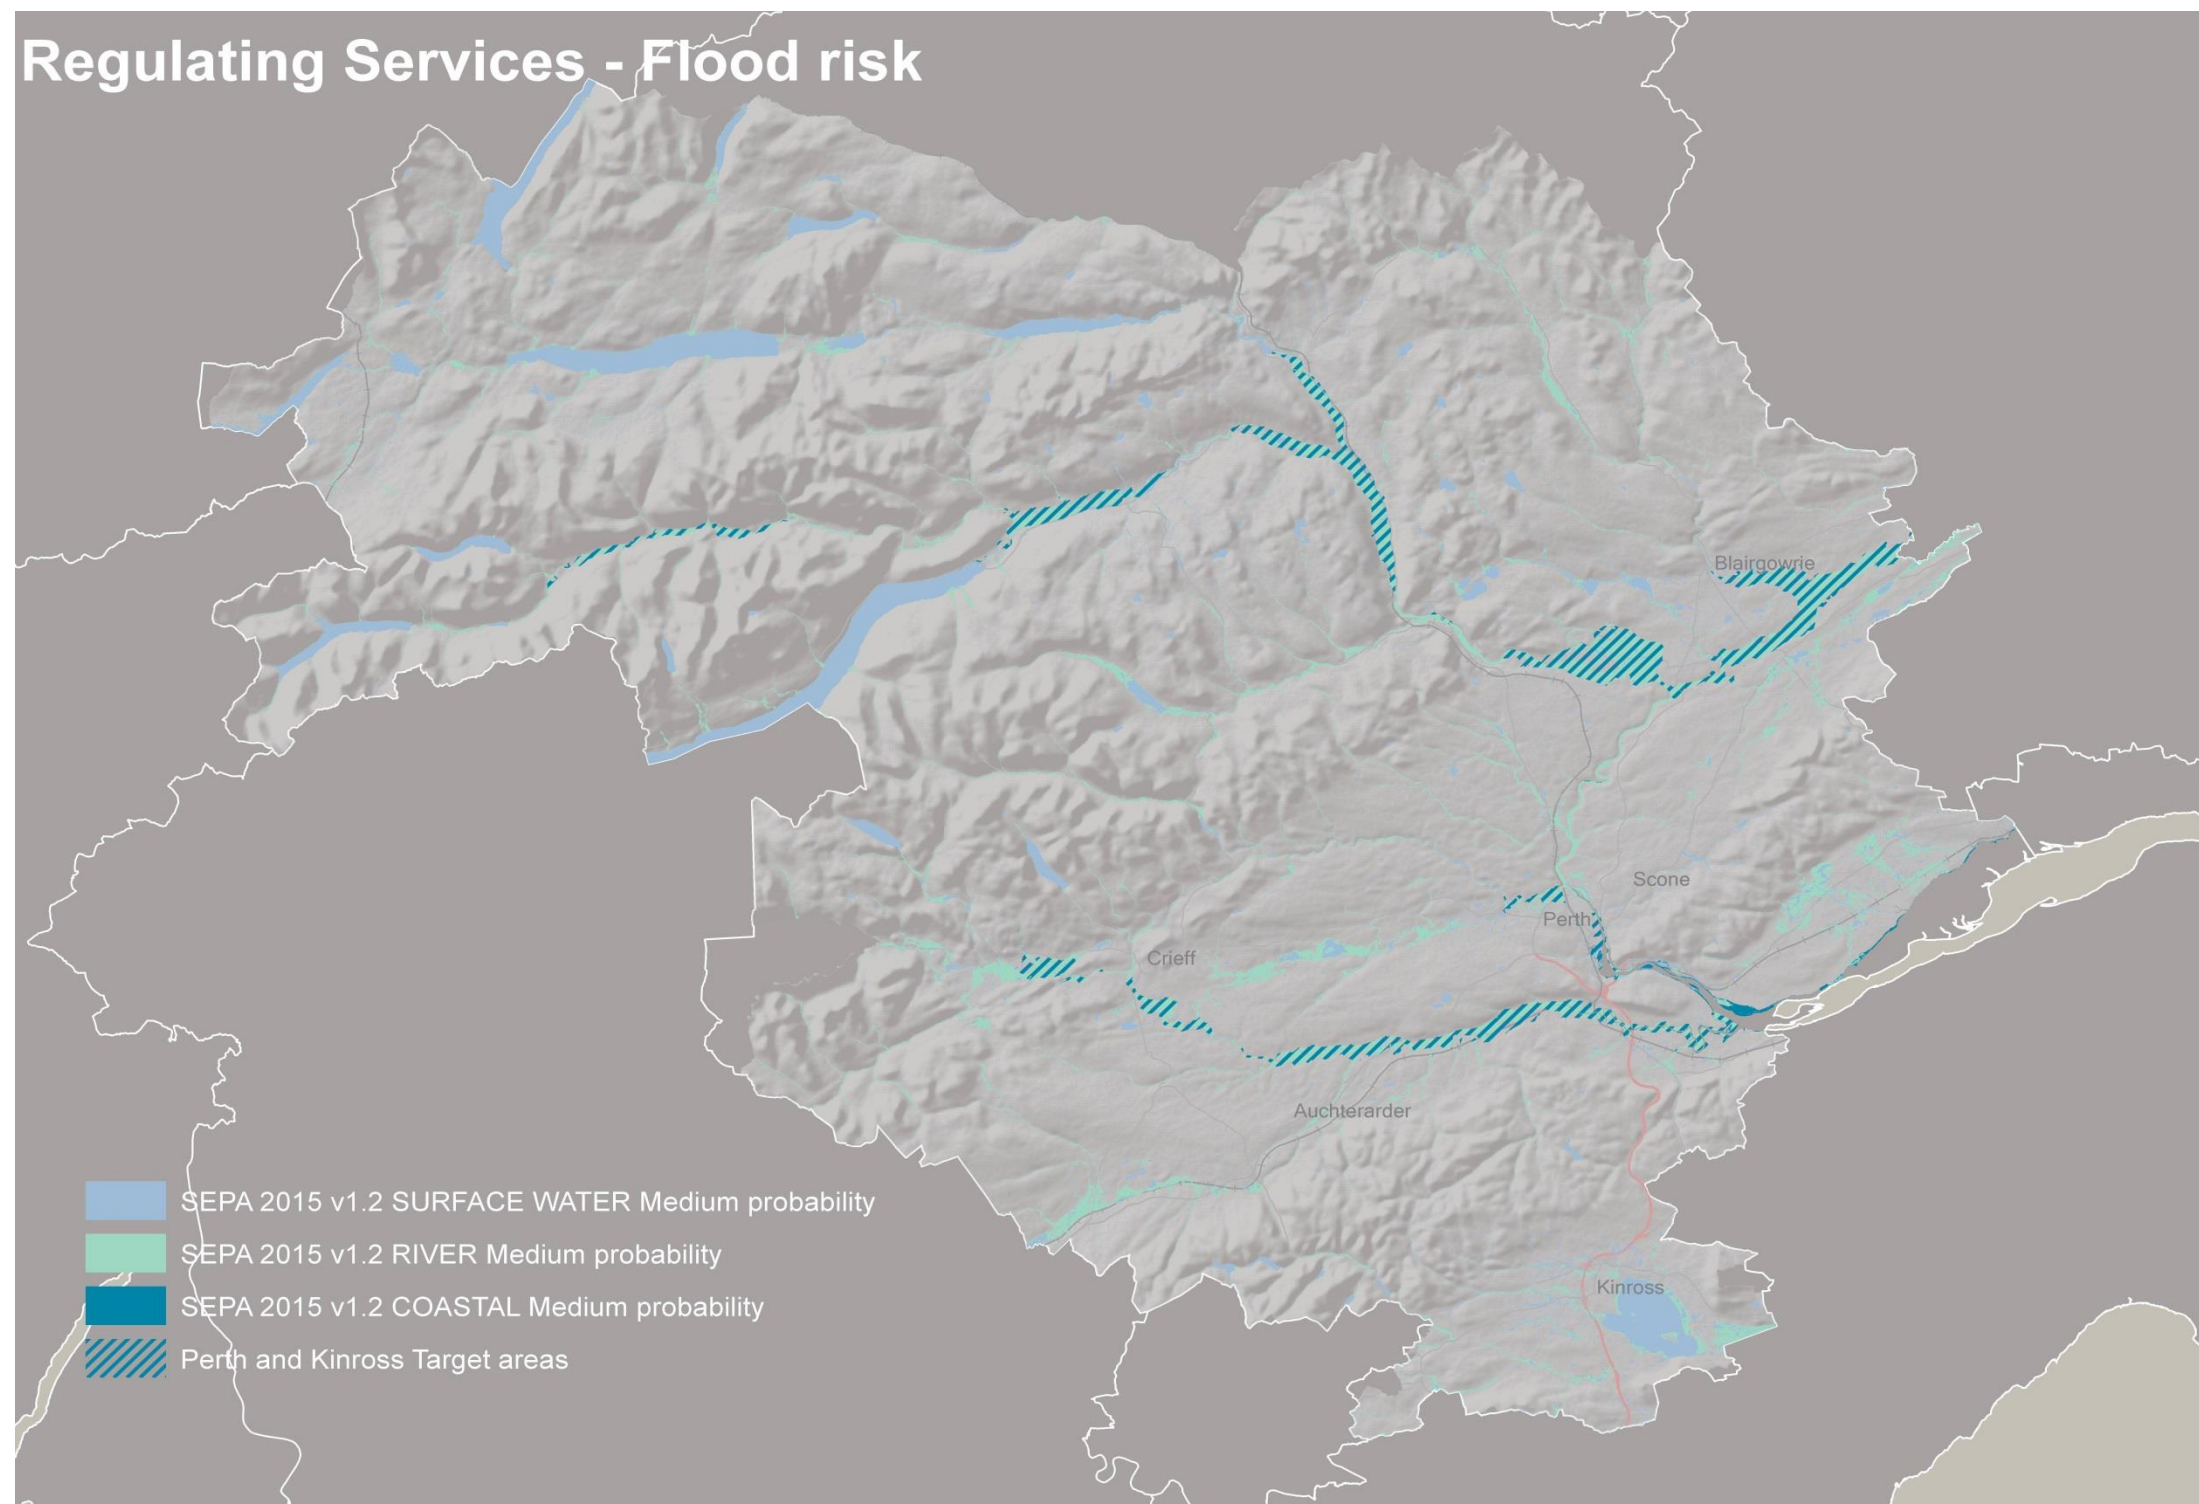 Regulating Services - Flood risk
Blairgowrie
Scone
Perth
Crieff
Auchterarder
SEPA 2015 v1.2 SURFACE WATER Medium probability
SEPA 2015 v1.2 RIVER Medium probability
Kinross
SEPA 2015 v1.2 COASTAL Medium probability
Perth and Kinross Target areas